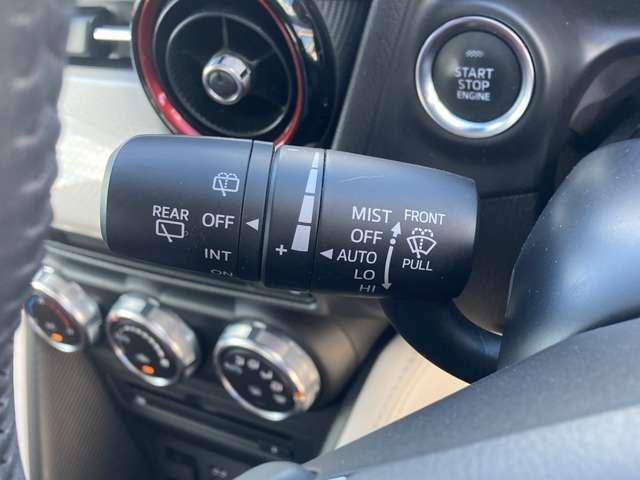 START
STOP
ENGINE
REAR
OFF
INT
ON
+
MIST
OFF
AUTO
LO
HI
FRONT
PULL